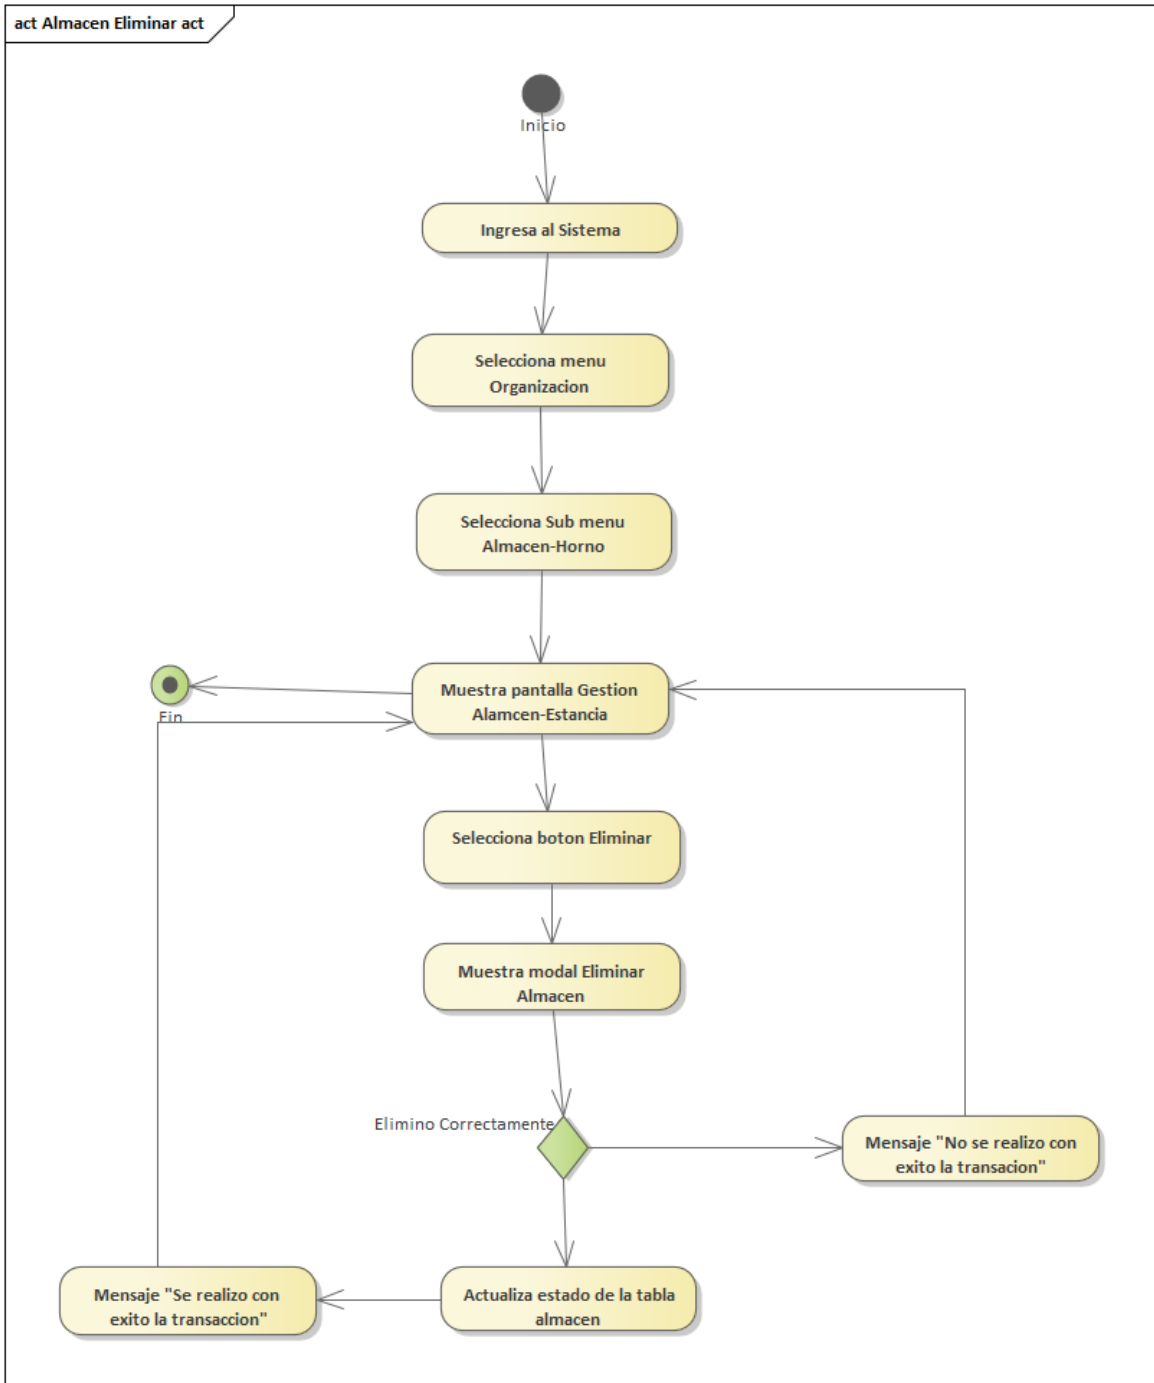 act Almacen Eliminar act
Inicio
Ingresa al Sistema
Selecciona menu
Organizacion
Selecciona Sub menu
Almacen-Horno
Muestra pantalla Gestion
Alamcen-Estancia
Fin
Selecciona boton Eliminar
Muestra modal Eliminar
Almacen
Elimino Correctamente
Mensaje "No se realizo con
exito la transacion"
Actualiza estado de la tabla
almacen
Mensaje "Se realizo con
exito la transaccion"